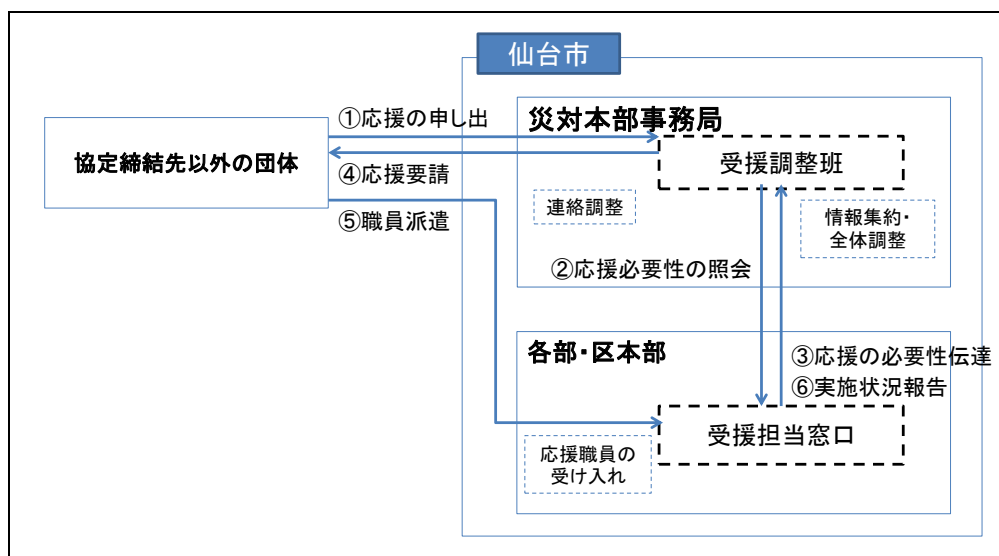 仙台市
災対本部事務局
①応援の申し出
協定締結先以外の団体
受援調整班
④応援要請
連絡調整
情報集約・
全体調整
⑤職員派遣
②応援必要性の照会
各部・区本部
③応援の必要性伝達
⑥実施状況報告
受援担当窓口
応援職員の
受け入れ